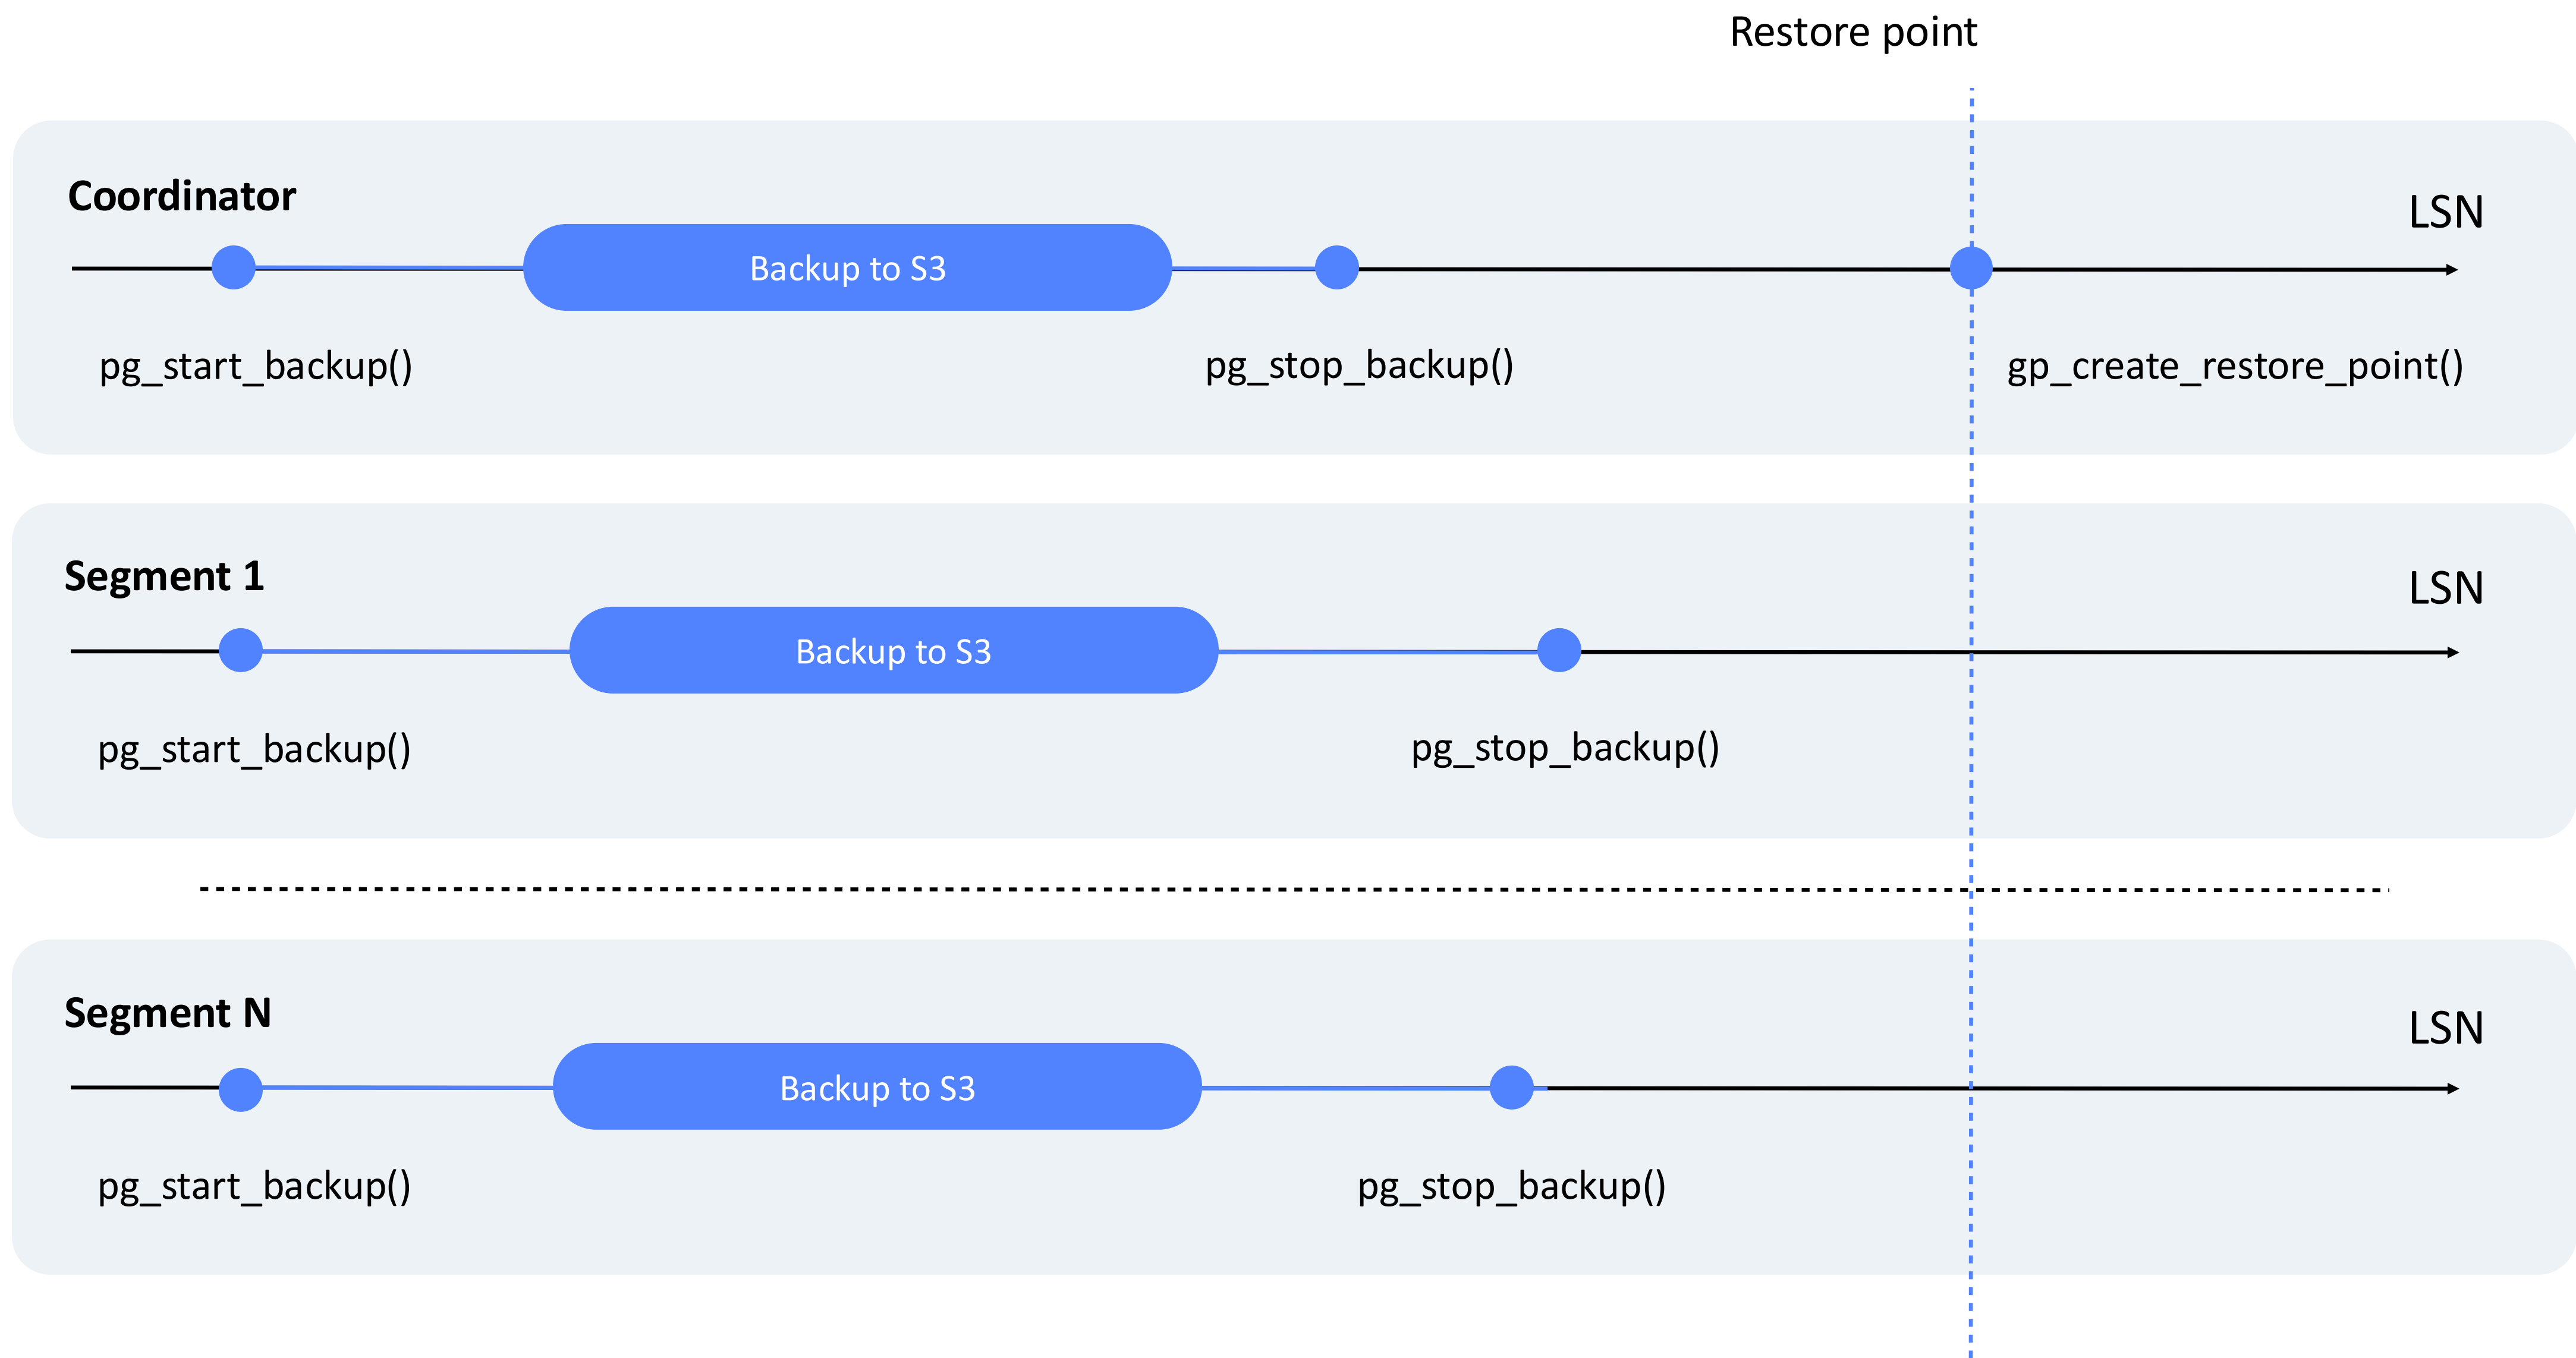 Restore point
Coordinator
LSN
Backup to S3
pg_start_backup()
pg_stop_backup()
gp_create_restore_point()
Segment 1
LSN
Backup to S3
pg_start_backup()
pg_stop_backup()
Segment N
LSN
Backup to S3
pg_start_backup()
pg_stop_backup()